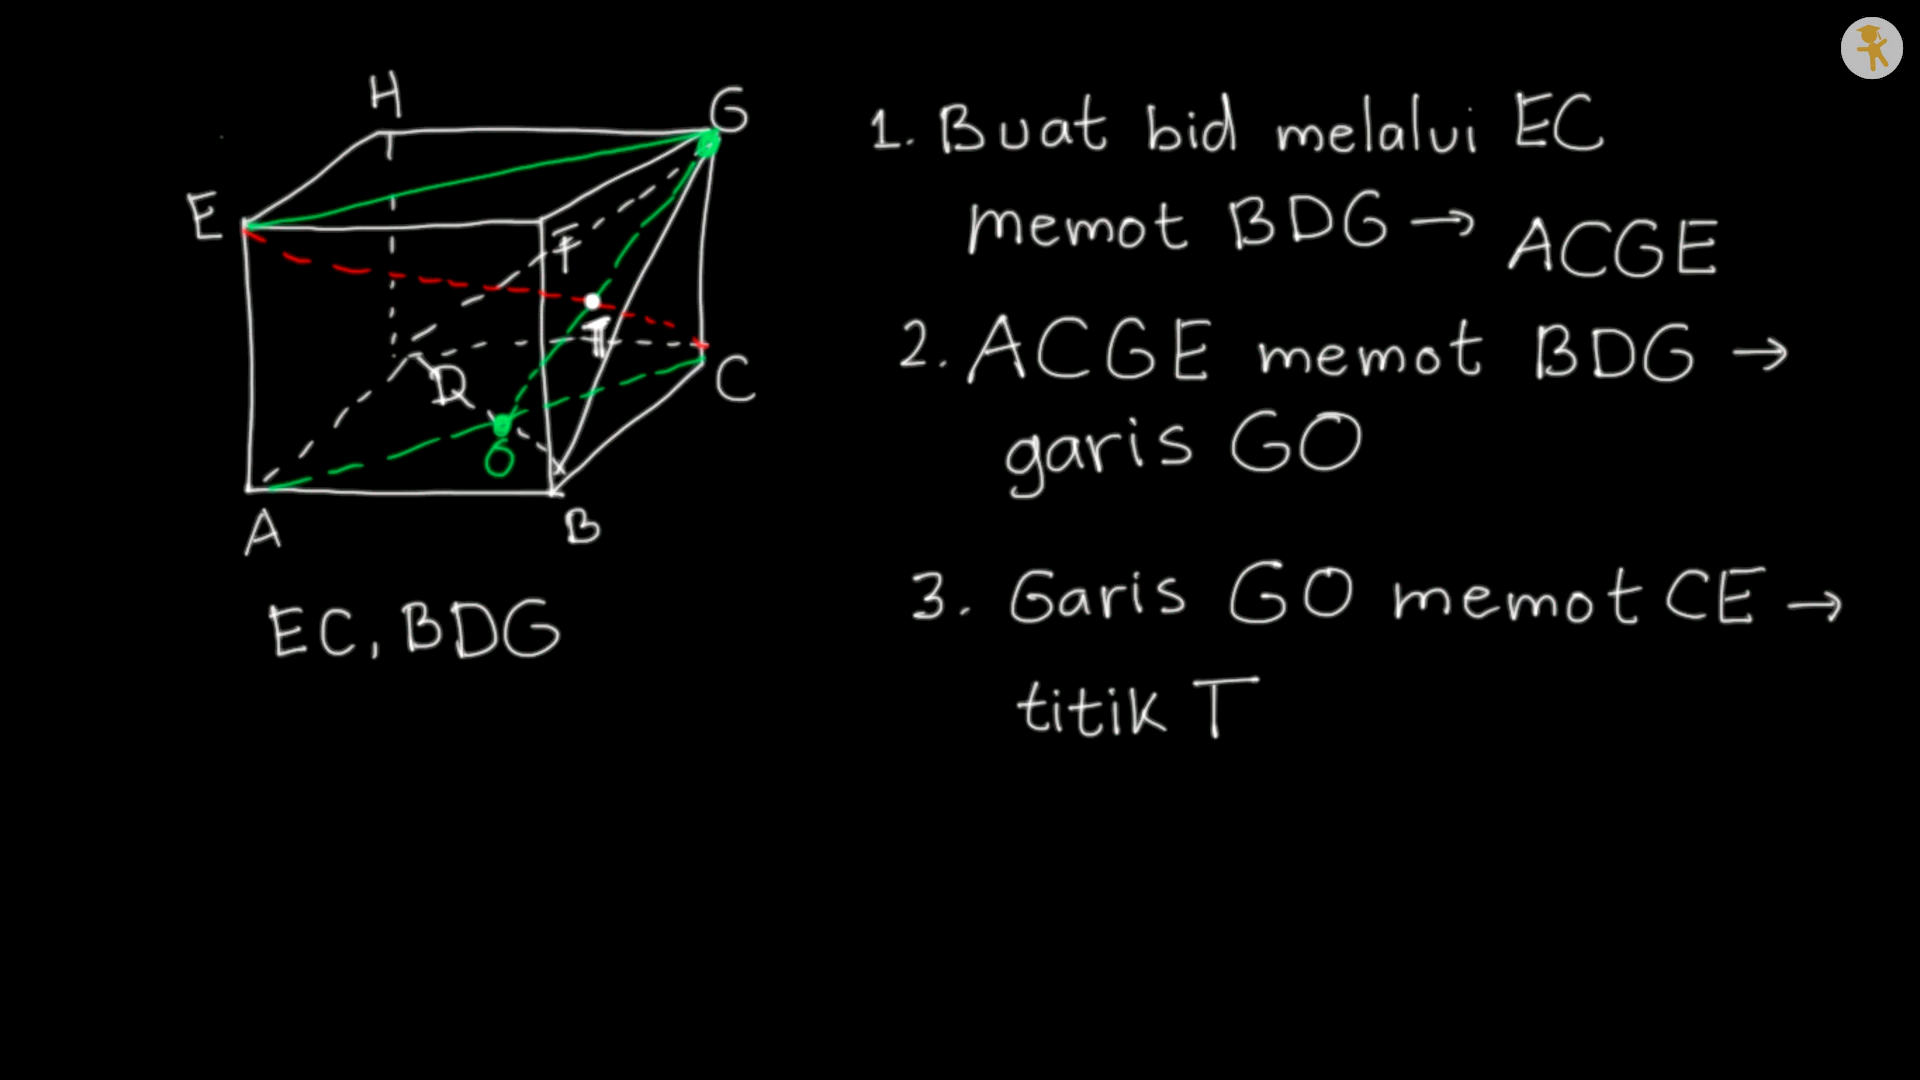 H
G
E
F
D
C
O
T
A
B
EC, BDG
1. Buat bid melalui EC
memot BDG → ACGE
2. ACGE memot BDG →
garis GO
3. Garis GO memot CE →
titik T